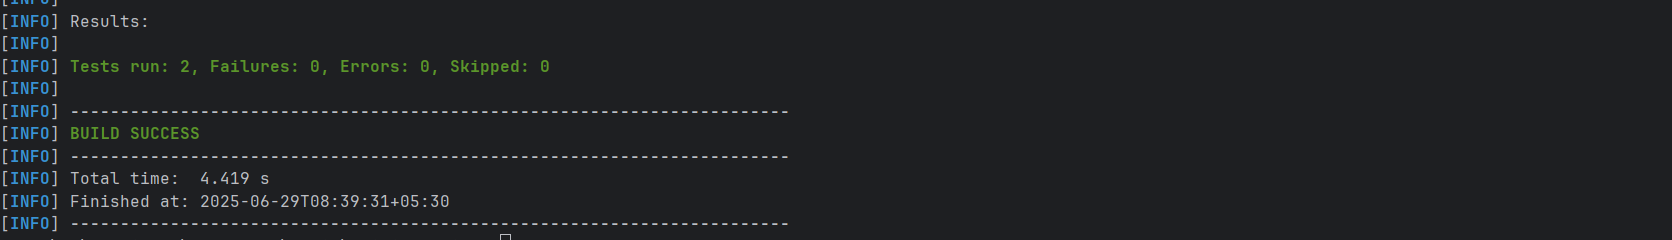 [INFO]
[INFO] Results:
[INFO]
[INFO] Tests run: 2, Failures: 0, Errors: 0, Skipped: 0
[INFO]
[INFO] ------------------------------------------------------------------------
[INFO] BUILD SUCCESS
[INFO] ------------------------------------------------------------------------
[INFO] Total time:  4.419 s
[INFO] Finished at: 2025-06-29T08:39:31+05:30
[INFO] ------------------------------------------------------------------------